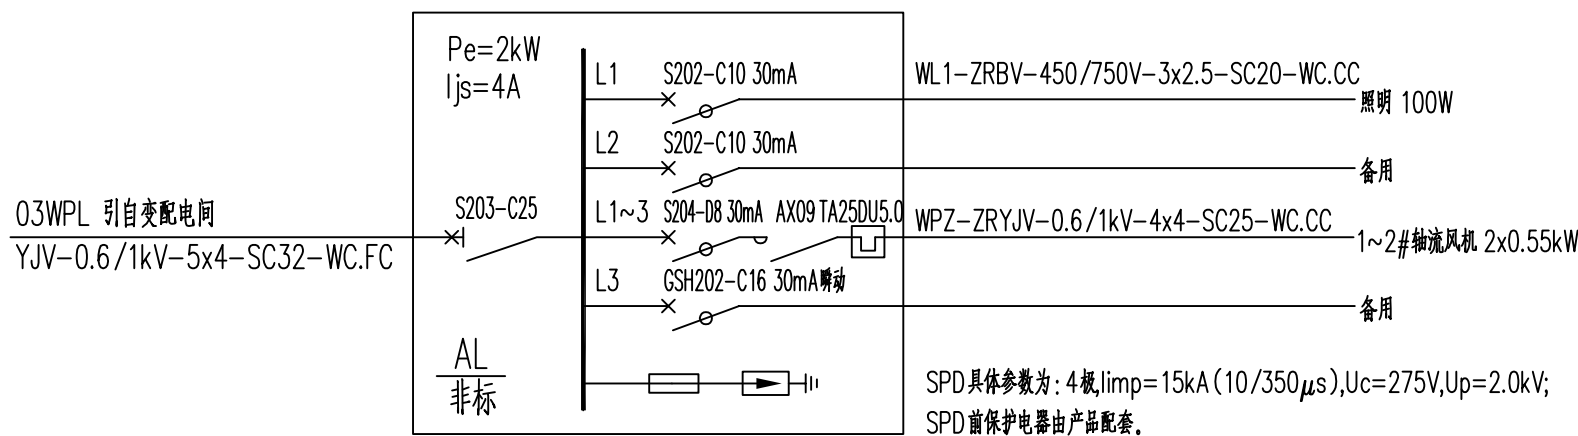 Pe=2kW
Ijs=4A
L1 S202-C10 30mA WL1-ZRBV-450/750V-3x2.5-SC20-WC.CC
照明 100W
L2 S202-C10 30mA
备用
03WPL 引自变配电间
YJV-0.6/1kV-5x4-SC32-WC.FC
S203-C25
L1~3 S204-D8 30mA AX09 TA25DU5.0 WPZ-ZRYJV-0.6/1kV-4x4-SC25-WC.CC
1~2#轴流风机 2x0.55kW
L3 GSH202-C16 30mA瞬动
备用
AL
非标
SPD具体参数为:4极,Iimp=15kA(10/350μs),Uc=275V,Up=2.0kV;
SPD前保护电器由产品配套。